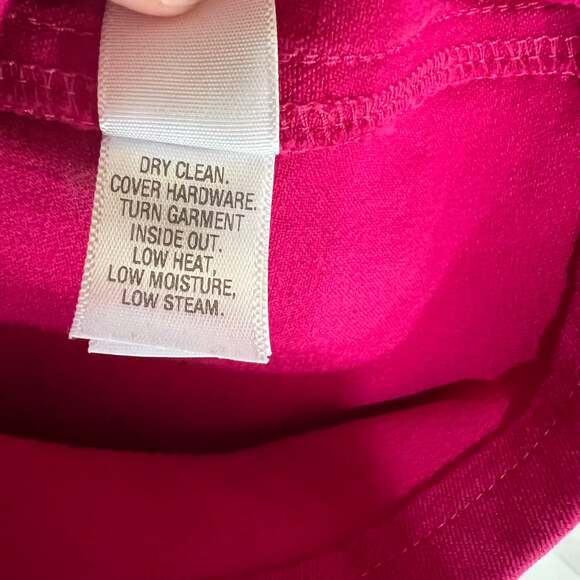 DRY CLEAN.
COVER HARDWARE.
TURN GARMENT
INSIDE OUT.
LOW HEAT,
LOW MOISTURE,
LOW STEAM.